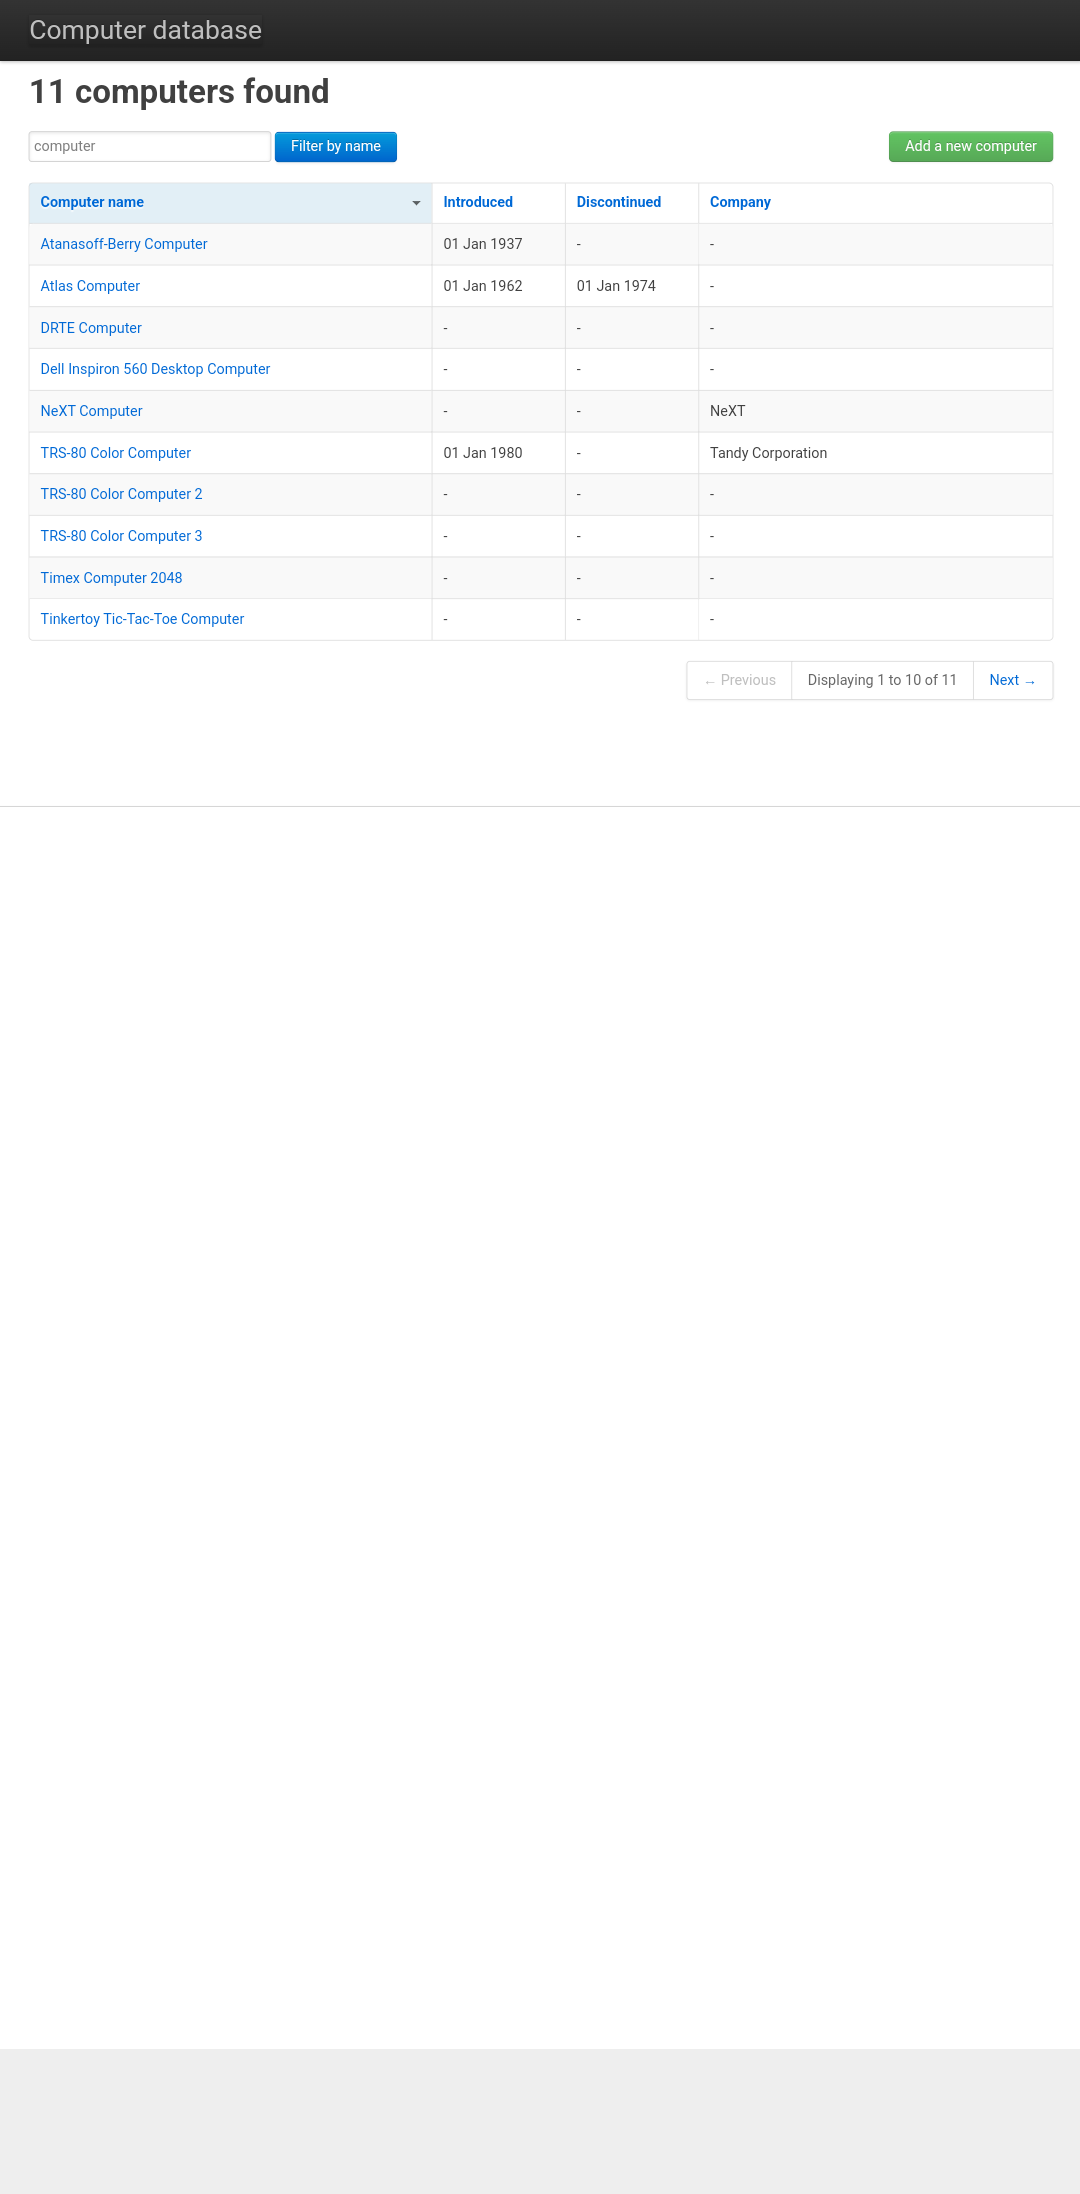 Computer database
11 computers found
computer Filter by name Add a new computer
Computer name Introduced Discontinued Company
Atanasoff-Berry Computer 01 Jan 1937 - -
Atlas Computer 01 Jan 1962 01 Jan 1974 -
DRTE Computer - - -
Dell Inspiron 560 Desktop Computer - - -
NeXT Computer - - NeXT
TRS-80 Color Computer 01 Jan 1980 - Tandy Corporation
TRS-80 Color Computer 2 - - -
TRS-80 Color Computer 3 - - -
Timex Computer 2048 - - -
Tinkertoy Tic-Tac-Toe Computer - - -
← Previous Displaying 1 to 10 of 11 Next →